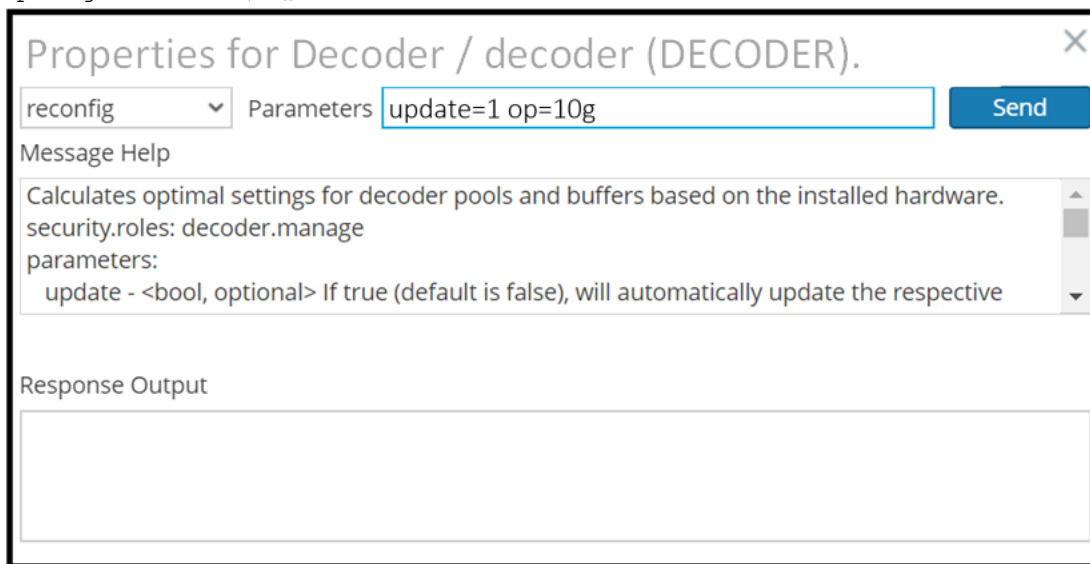 Properties for Decoder / decoder (DECODER).
reconfig Parameters update=1 op=10g Send
Message Help
Calculates optimal settings for decoder pools and buffers based on the installed hardware.
security.roles: decoder.manage
parameters:
update - <bool, optional> If true (default is false), will automatically update the respective
Response Output